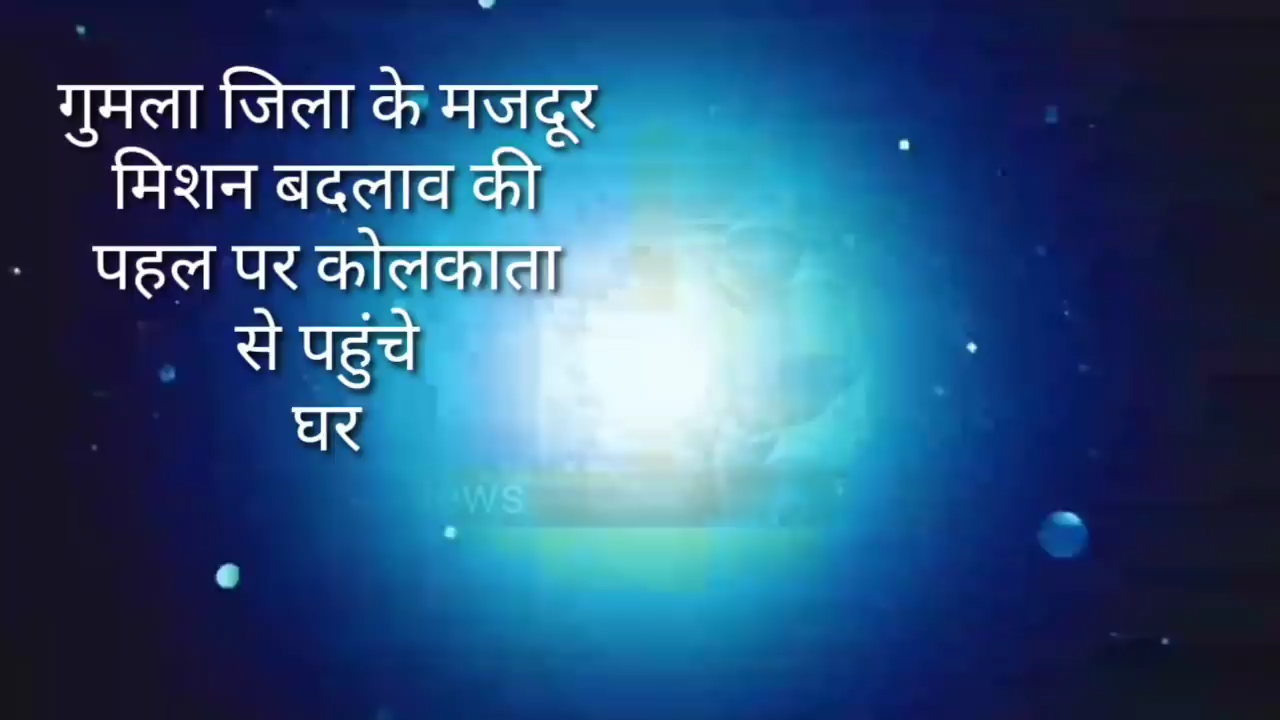 गुमला जिला के मजदूर
मिशन बदलाव की
पहल पर कोलकाता
से पहुंचे
घर